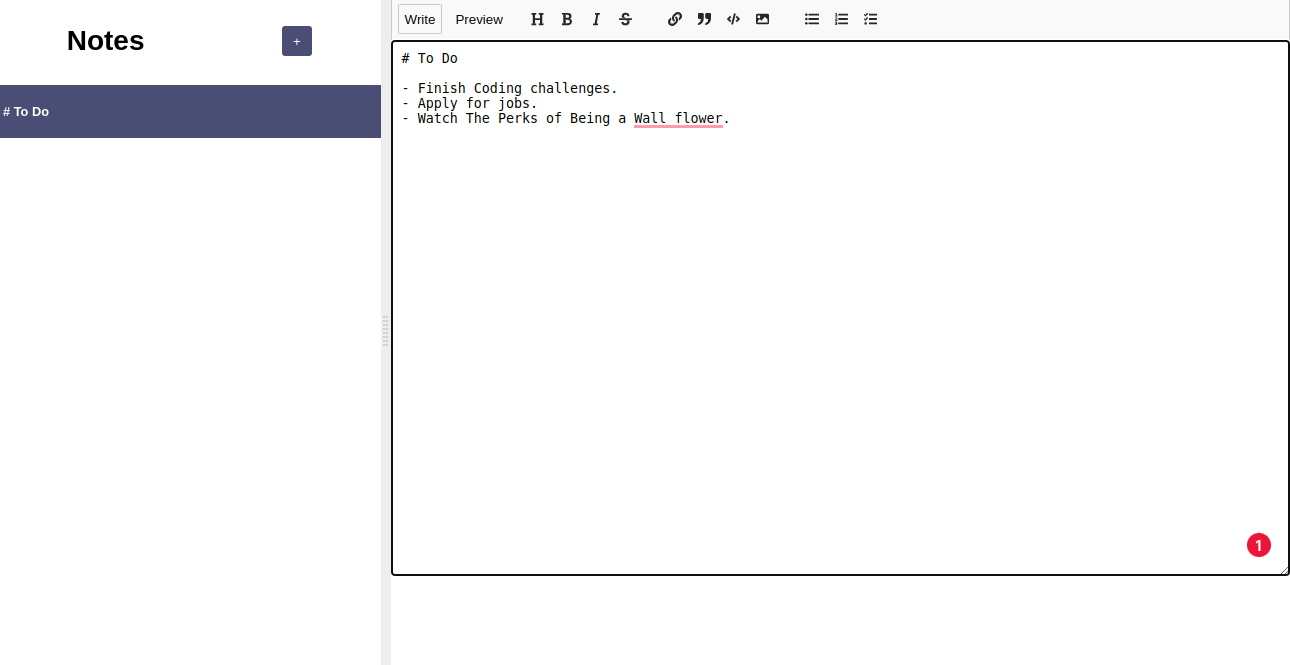 Notes
+
# To Do
Write Preview
# To Do
- Finish Coding challenges.
- Apply for jobs.
- Watch The Perks of Being a Wall flower.
1